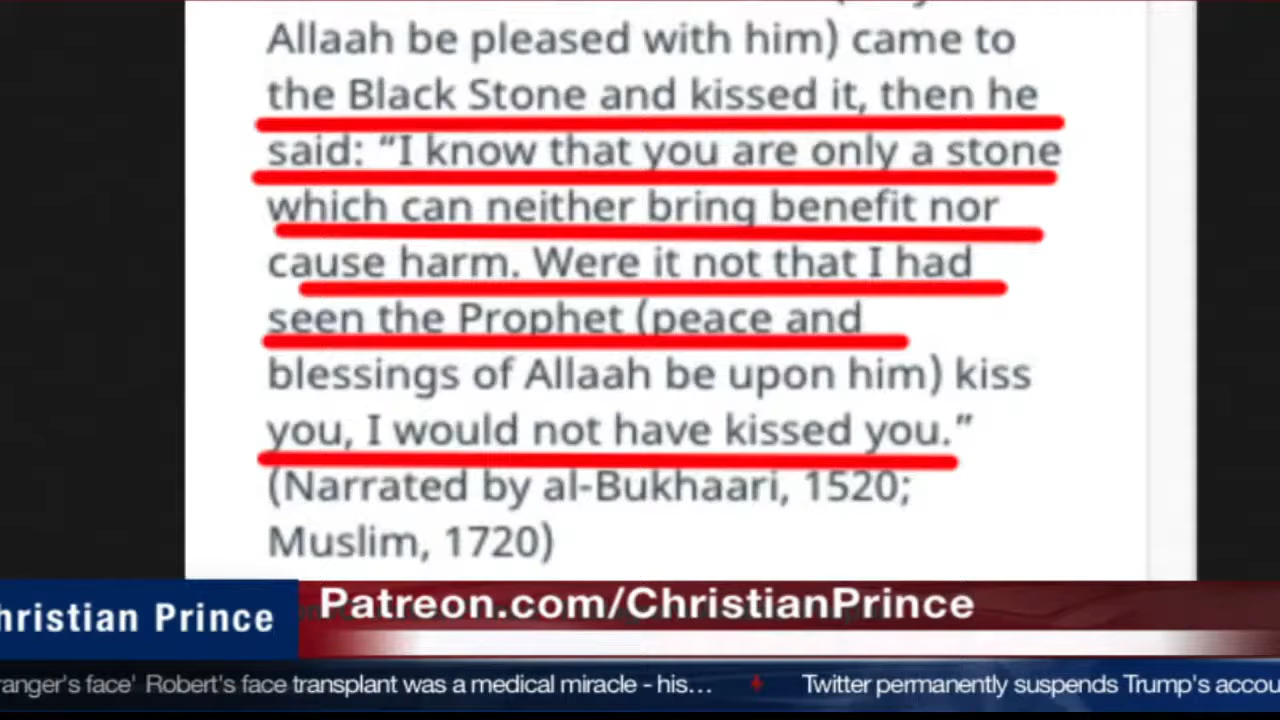 Allaah be pleased with him) came to
the Black Stone and kissed it, then he
said: “I know that you are only a stone
which can neither bring benefit nor
cause harm. Were it not that I had
seen the Prophet (peace and
blessings of Allaah be upon him) kiss
you, I would not have kissed you.”
(Narrated by al-Bukhaari, 1520;
Muslim, 1720)
hristian Prince
Patreon.com/ChristianPrince
ranger's face' Robert's face transplant was a medical miracle - his... Twitter permanently suspends Trump's accou